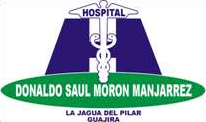 HOSPITAL
DONALDO SAUL MORON MANJARREZ
LA JAGUA DEL PILAR
GUAJIRA